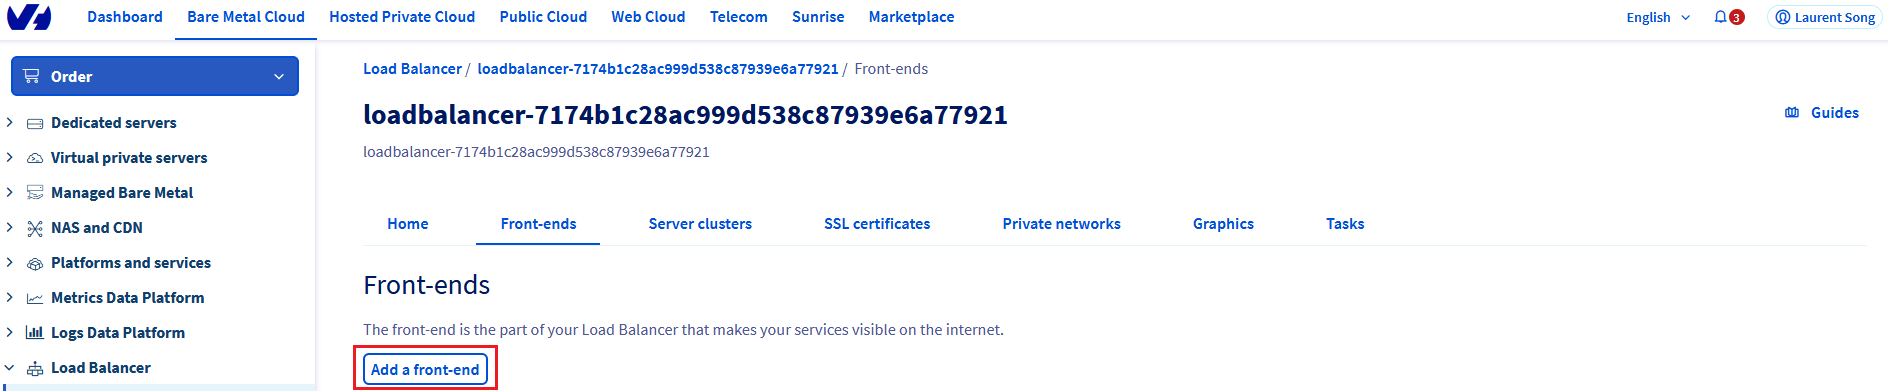 Dashboard Bare Metal Cloud Hosted Private Cloud Public Cloud Web Cloud Telecom Sunrise Marketplace English 3 Laurent Song
Order
Dedicated servers
Virtual private servers
Managed Bare Metal
NAS and CDN
Platforms and services
Metrics Data Platform
Logs Data Platform
Load Balancer
Load Balancer / loadbalancer-7174b1c28ac999d538c87939e6a77921 / Front-ends
loadbalancer-7174b1c28ac999d538c87939e6a77921
Guides
loadbalancer-7174b1c28ac999d538c87939e6a77921
Home Front-ends Server clusters SSL certificates Private networks Graphics Tasks
Front-ends
The front-end is the part of your Load Balancer that makes your services visible on the internet.
Add a front-end